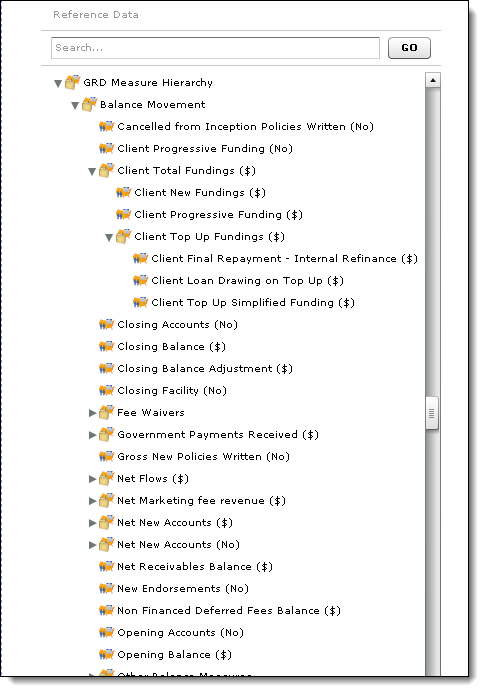 Reference Data
Search...
GO
GRD Measure Hierarchy
Balance Movement
Cancelled from Inception Policies Written (No)
Client Progressive Funding (No)
Client Total Fundings ($)
Client New Fundings ($)
Client Progressive Funding ($)
Client Top Up Fundings ($)
Client Final Repayment - Internal Refinance ($)
Client Loan Drawing on Top Up ($)
Client Top Up Simplified Funding ($)
Closing Accounts (No)
Closing Balance ($)
Closing Balance Adjustment ($)
Closing Facility (No)
Fee Waivers
Government Payments Received ($)
Gross New Policies Written (No)
Net Flows ($)
Net Marketing fee revenue ($)
Net New Accounts ($)
Net New Accounts (No)
Net Receivables Balance ($)
New Endorsements (No)
Non Financed Deferred Fees Balance ($)
Opening Accounts (No)
Opening Balance ($)
Other Balance Measures